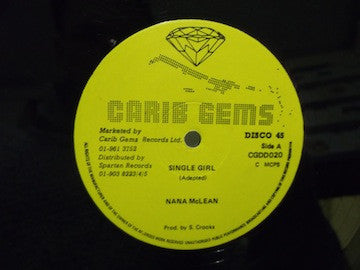 CARIB GEMS
Marketed by
Carib Gems Records Ltd.
01-961 3152
Distributed by
Spartan Records
01-903 8223/4/5
DISCO 45
Side A
CGDD020
C MCPS
SINGLE GIRL
(Adapted)
NANA McLEAN
Prod. by S. Crooks